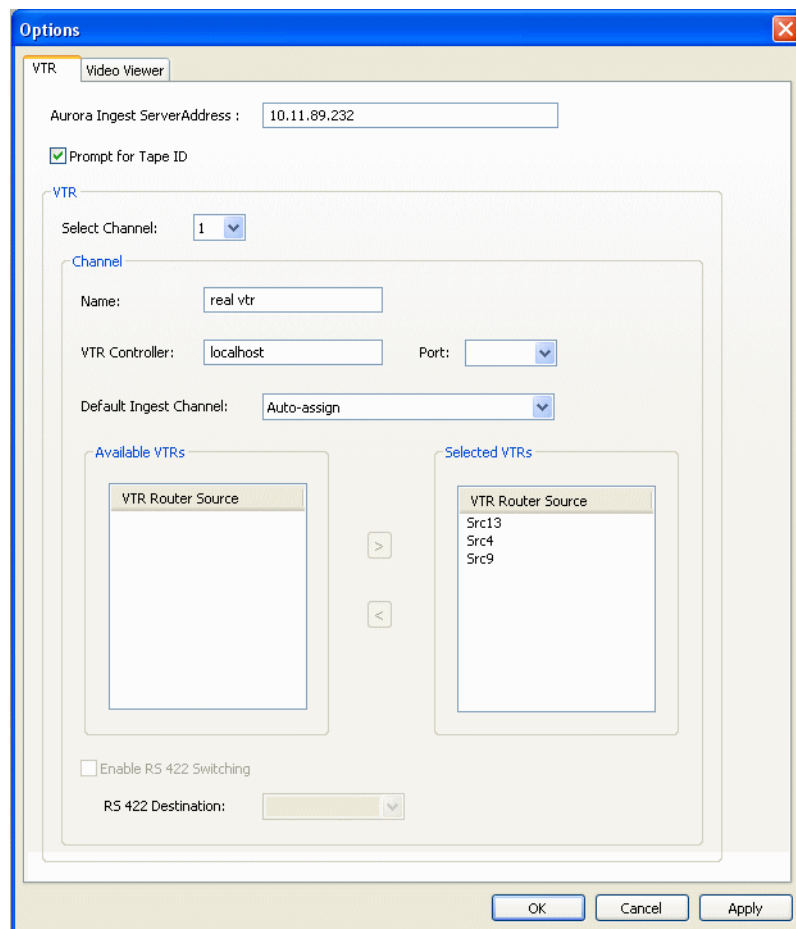 Options
VTR
Video Viewer
Aurora Ingest ServerAddress :
10.11.89.232
Prompt for Tape ID
VTR
Select Channel:
1
Channel
Name:
real vtr
VTR Controller:
localhost
Port:
Default Ingest Channel:
Auto-assign
Available VTRs
VTR Router Source
>
<
Selected VTRs
VTR Router Source
Src13
Src4
Src9
Enable RS 422 Switching
RS 422 Destination:
OK
Cancel
Apply